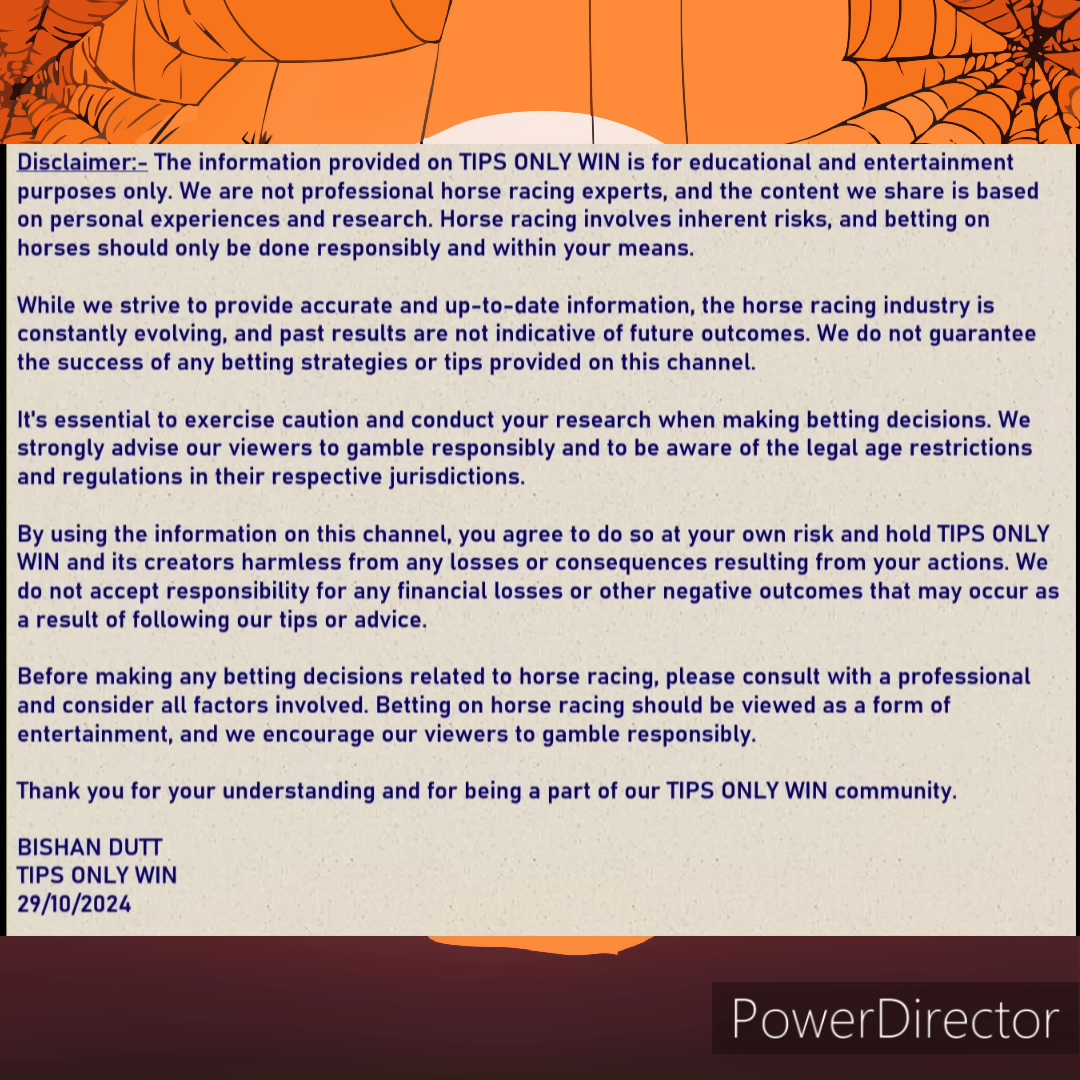 Disclaimer:- The information provided on TIPS ONLY WIN is for educational and entertainment
purposes only. We are not professional horse racing experts, and the content we share is based
on personal experiences and research. Horse racing involves inherent risks, and betting on
horses should only be done responsibly and within your means.
While we strive to provide accurate and up-to-date information, the horse racing industry is
constantly evolving, and past results are not indicative of future outcomes. We do not guarantee
the success of any betting strategies or tips provided on this channel.
It's essential to exercise caution and conduct your research when making betting decisions. We
strongly advise our viewers to gamble responsibly and to be aware of the legal age restrictions
and regulations in their respective jurisdictions.
By using the information on this channel, you agree to do so at your own risk and hold TIPS ONLY
WIN and its creators harmless from any losses or consequences resulting from your actions. We
do not accept responsibility for any financial losses or other negative outcomes that may occur as
a result of following our tips or advice.
Before making any betting decisions related to horse racing, please consult with a professional
and consider all factors involved. Betting on horse racing should be viewed as a form of
entertainment, and we encourage our viewers to gamble responsibly.
Thank you for your understanding and for being a part of our TIPS ONLY WIN community.
BISHAN DUTT
TIPS ONLY WIN
29/10/2024
PowerDirector